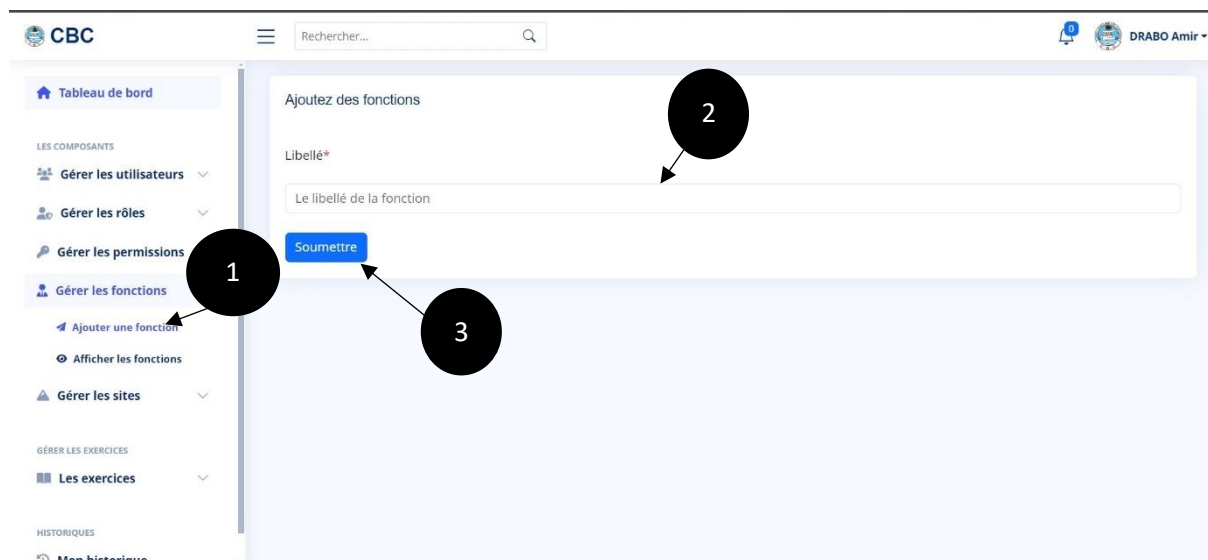 CBC
Rechercher...
0
DRABO Amir
Tableau de bord
LES COMPOSANTS
Gérer les utilisateurs
Gérer les rôles
Gérer les permissions
Gérer les fonctions
Ajouter une fonction
Afficher les fonctions
Gérer les sites
GÉRER LES EXERCICES
Les exercices
HISTORIQUES
Mon historique
Ajoutez des fonctions
Libellé*
Le libellé de la fonction
Soumettre
1
2
3